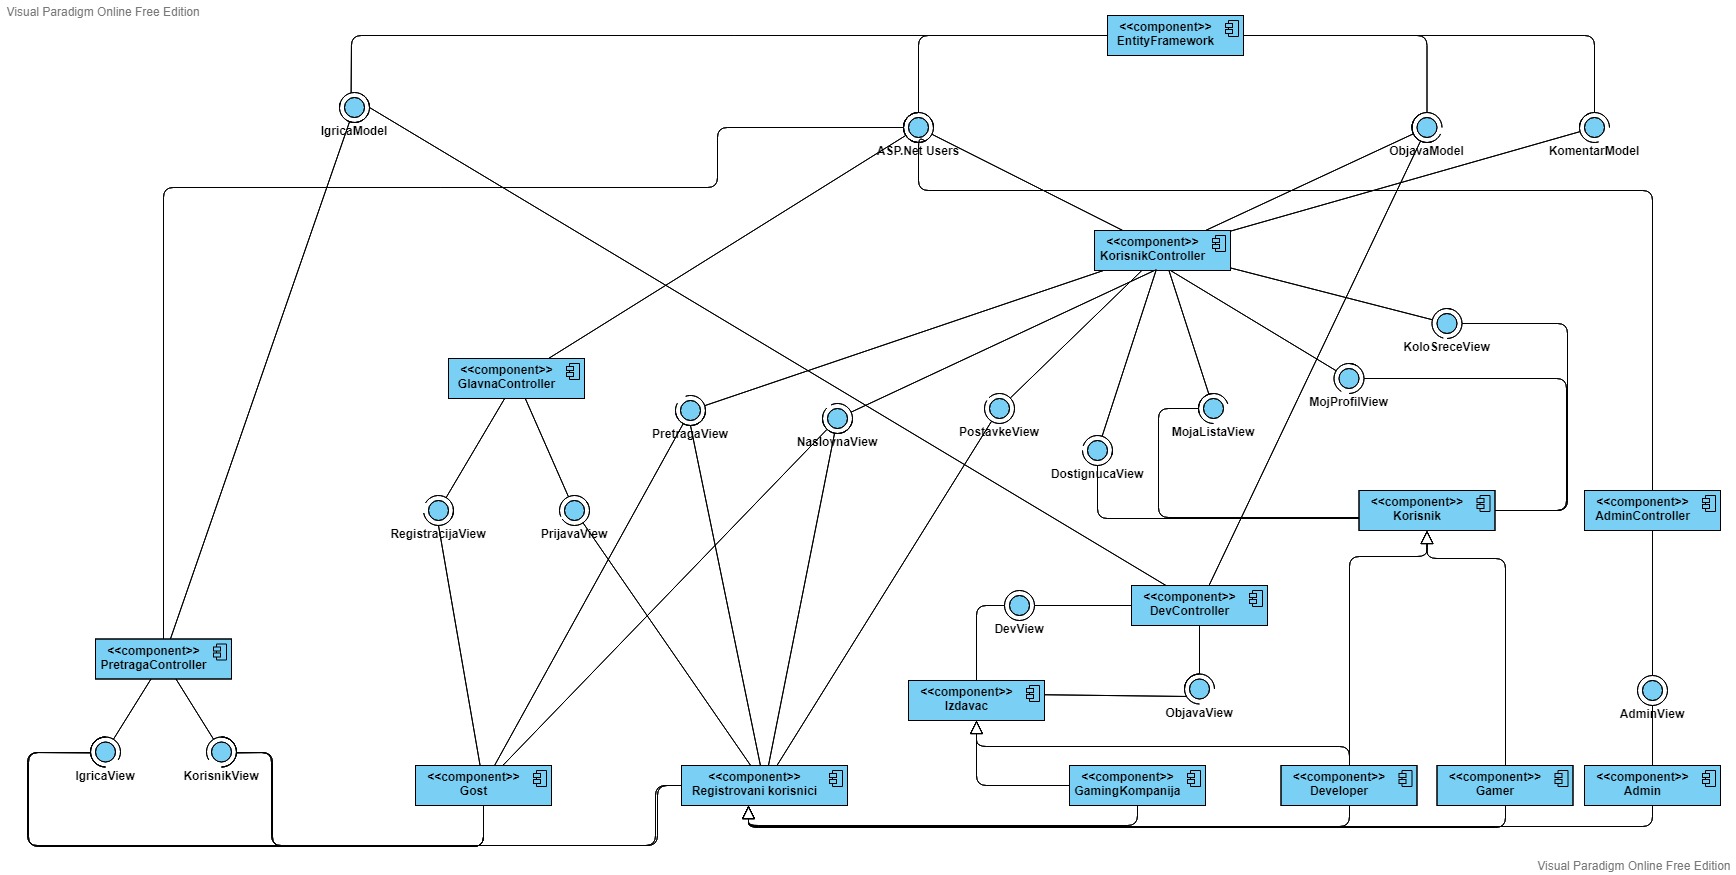 Visual Paradigm Online Free Edition
<<component>>
EntityFramework
IgricaModel
ASP.Net Users
ObjavaModel
KomentarModel
<<component>>
KorisnikController
KoloSreceView
<<component>>
GlavnaController
MojProfilView
PretragaView
NaslovnaView
PostavkeView
MojaListaView
DostignucaView
<<component>>
Korisnik
<<component>>
AdminController
RegistracijaView
PrijavaView
<<component>>
DevController
DevView
<<component>>
PretragaController
<<component>>
Izdavac
ObjavaView
AdminView
IgricaView
KorisnikView
<<component>>
Gost
<<component>>
Registrovani korisnici
<<component>>
GamingKompanija
<<component>>
Developer
<<component>>
Gamer
<<component>>
Admin
Visual Paradigm Online Free Edition